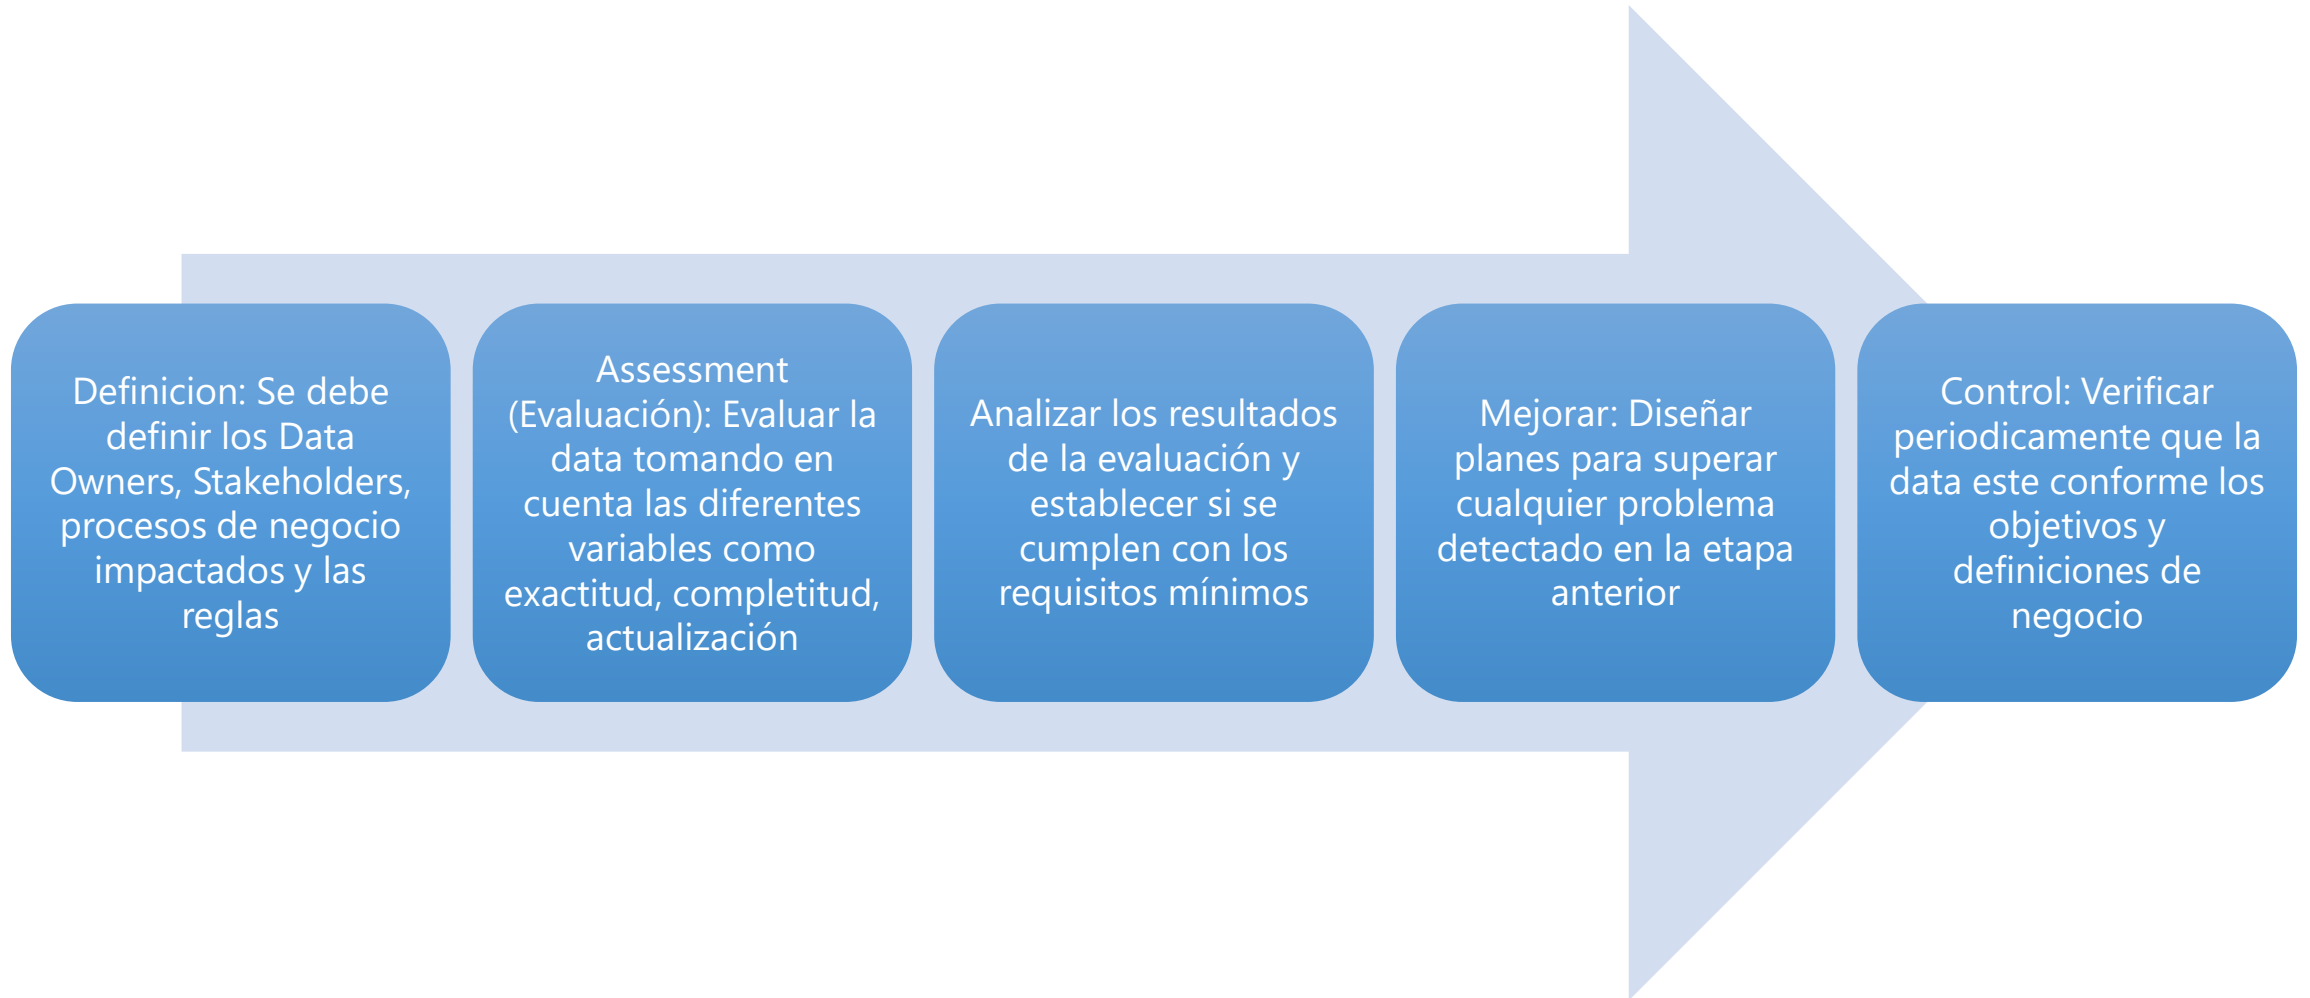 Definicion: Se debe
definir los Data
Owners, Stakeholders,
procesos de negocio
impactados y las
reglas
Assessment
(Evaluación): Evaluar la
data tomando en
cuenta las diferentes
variables como
exactitud, completitud,
actualización
Analizar los resultados
de la evaluación y
establecer si se
cumplen con los
requisitos mínimos
Mejorar: Diseñar
planes para superar
cualquier problema
detectado en la etapa
anterior
Control: Verificar
periodicamente que la
data este conforme los
objetivos y
definiciones de
negocio